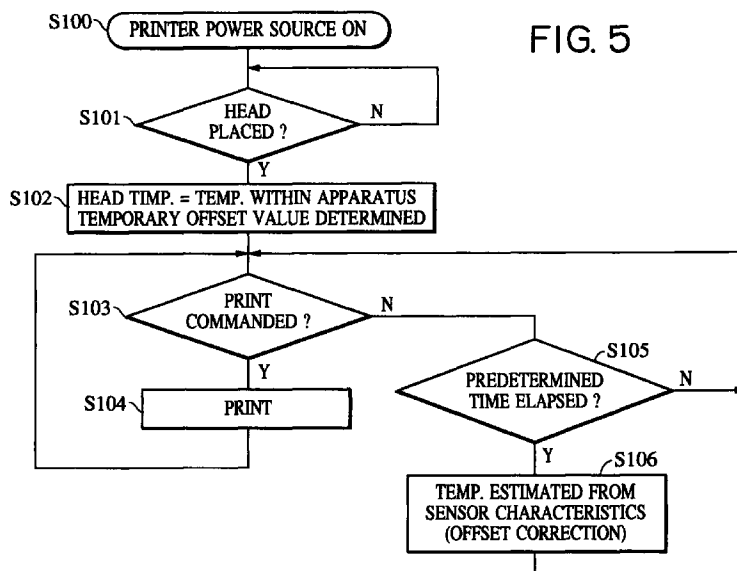 FIG. 5
S100
PRINTER POWER SOURCE ON
S101
HEAD
PLACED ?
N
Y
S102
HEAD TIMP. = TEMP. WITHIN APPARATUS
TEMPORARY OFFSET VALUE DETERMINED
S103
PRINT
COMMANDED ?
N
Y
S104
PRINT
S105
PREDETERMINED
TIME ELAPSED ?
N
Y
S106
TEMP. ESTIMATED FROM
SENSOR CHARACTERISTICS
(OFFSET CORRECTION)